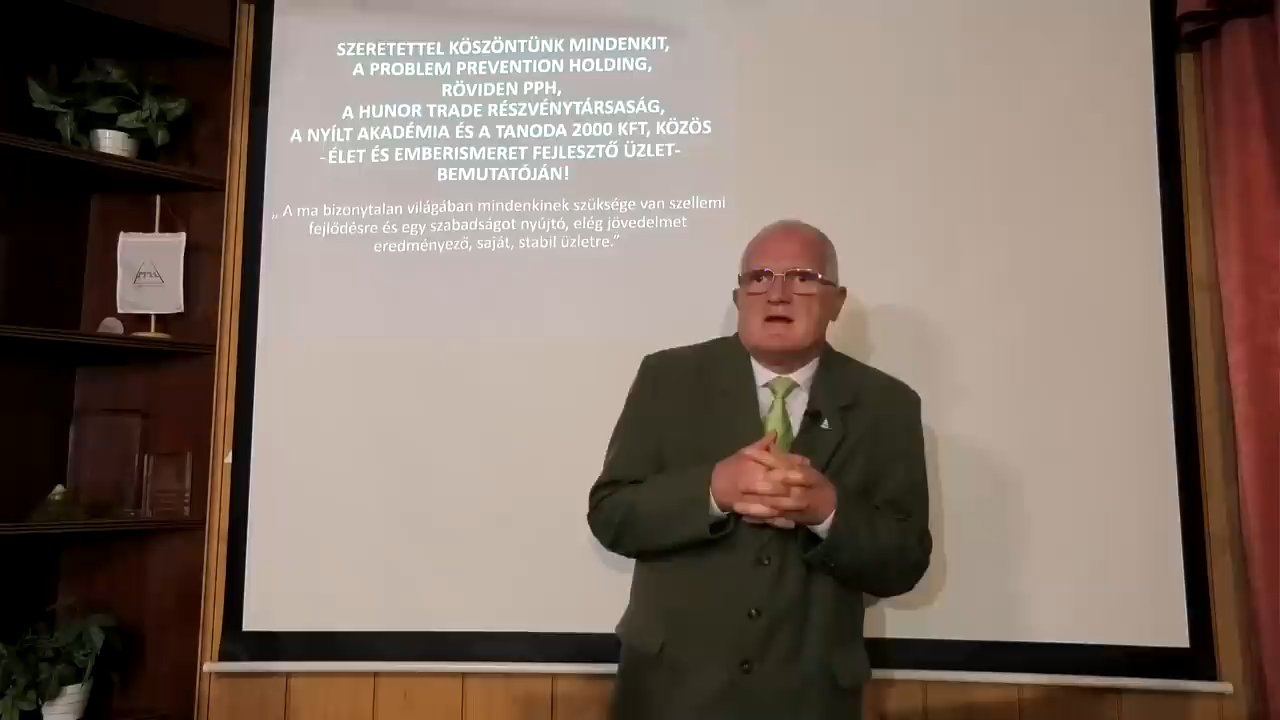 SZERETETTEL KÖSZÖNTÜNK MINDENKIT,
A PROBLEM PREVENTION HOLDING,
RÖVIDEN PPH,
A HUNOR TRADE RÉSZVÉNYTÁRSASÁG,
A NYÍLT AKADÉMIA ÉS A TANODA 2000 KFT, KÖZÖS
-ÉLET ÉS EMBERISMERET FEJLESZTŐ ÜZLET-
BEMUTATÓJÁN!
„ A ma bizonytalan világában mindenkinek szüksége van szellemi
fejlődésre és egy szabadságot nyújtó, elég jövedelmet
eredményező, saját, stabil üzletre.”